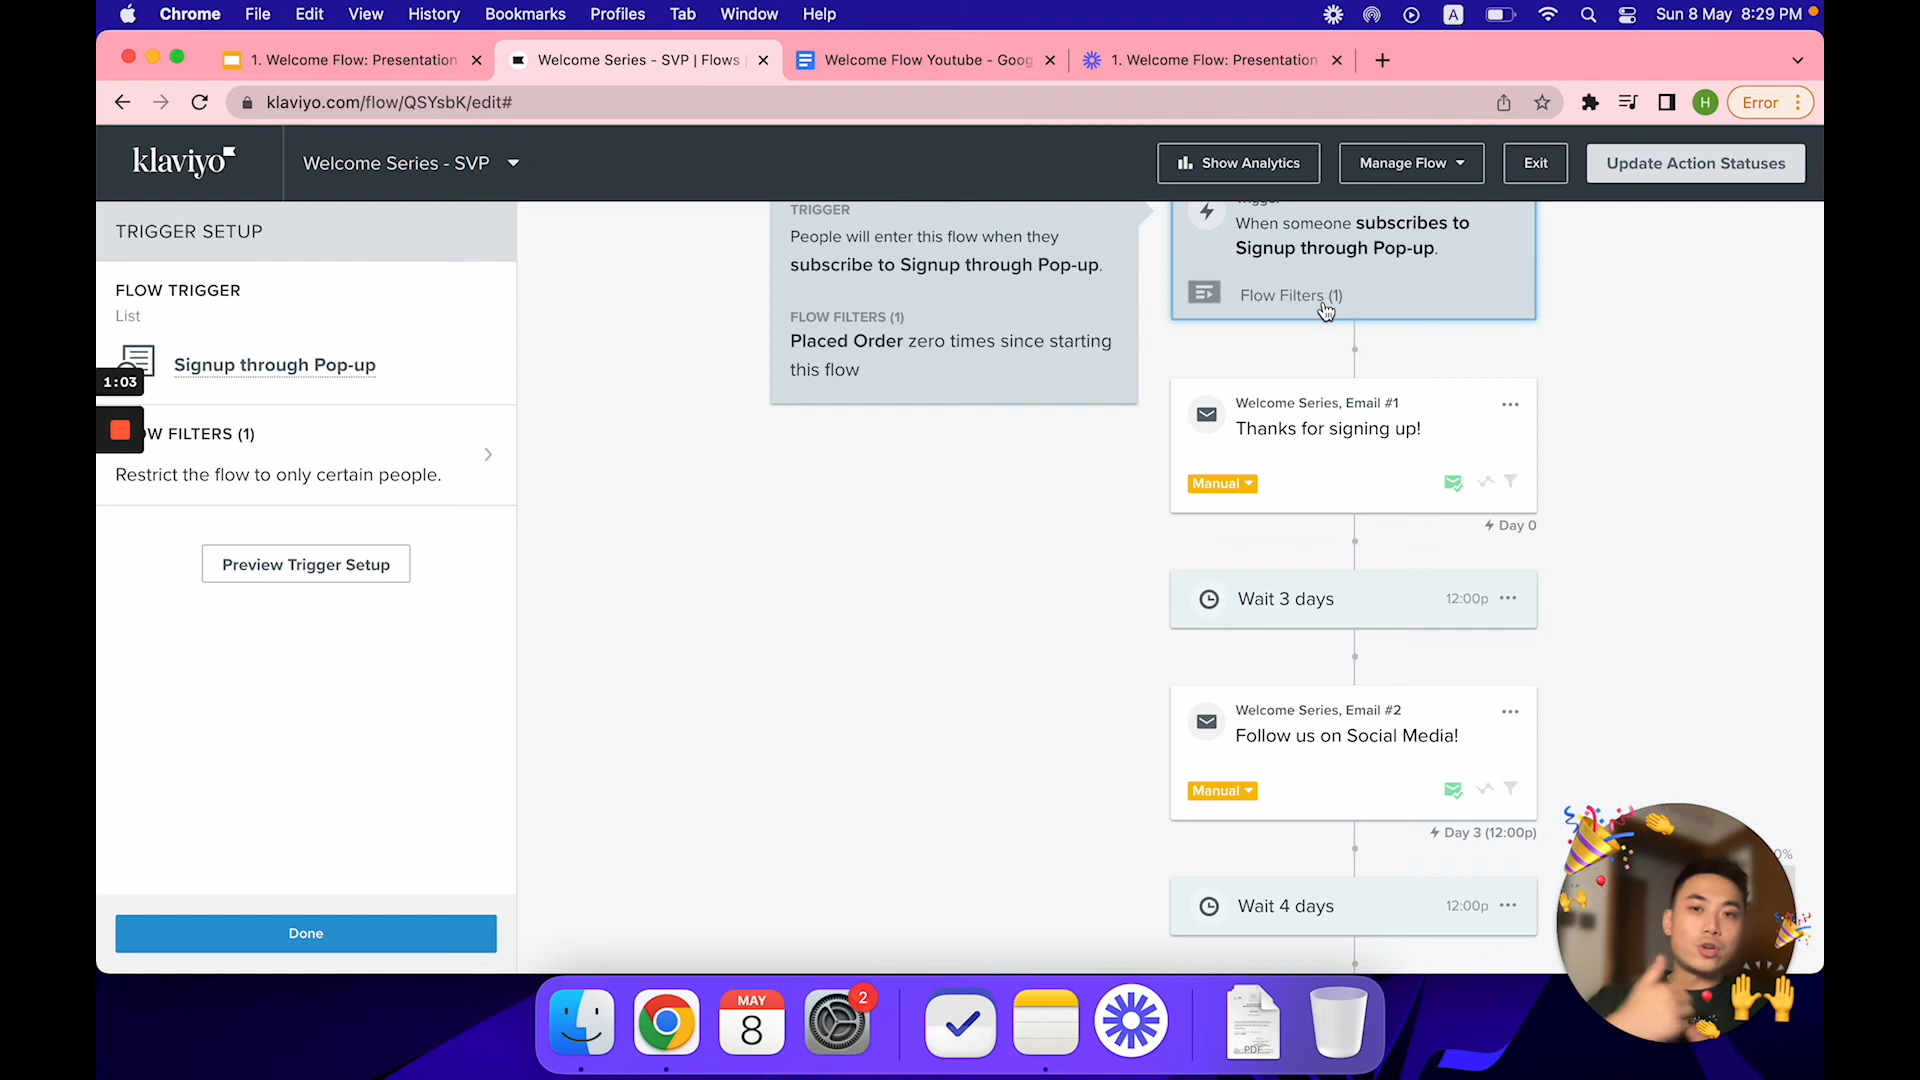 Chrome File Edit View History Bookmarks Profiles Tab Window Help
A
Sun 8 May 8:29 PM
1. Welcome Flow: Presentation
Welcome Series - SVP | Flows
Welcome Flow Youtube - Goog
1. Welcome Flow: Presentation
klaviyo.com/flow/QSYsbK/edit#
H
Error
klaviyo
Welcome Series - SVP
Show Analytics
Manage Flow
Exit
Update Action Statuses
TRIGGER SETUP
FLOW TRIGGER
List
Signup through Pop-up
1:03
OW FILTERS (1)
Restrict the flow to only certain people.
Preview Trigger Setup
Done
TRIGGER
People will enter this flow when they
subscribe to Signup through Pop-up.
FLOW FILTERS (1)
Placed Order zero times since starting
this flow
Trigger
When someone subscribes to
Signup through Pop-up.
Flow Filters (1)
Welcome Series, Email #1
Thanks for signing up!
Manual
Day 0
Wait 3 days
12:00p
Welcome Series, Email #2
Follow us on Social Media!
Manual
Day 3 (12:00p)
Wait 4 days
12:00p
0%
MAY
8
2
PDF